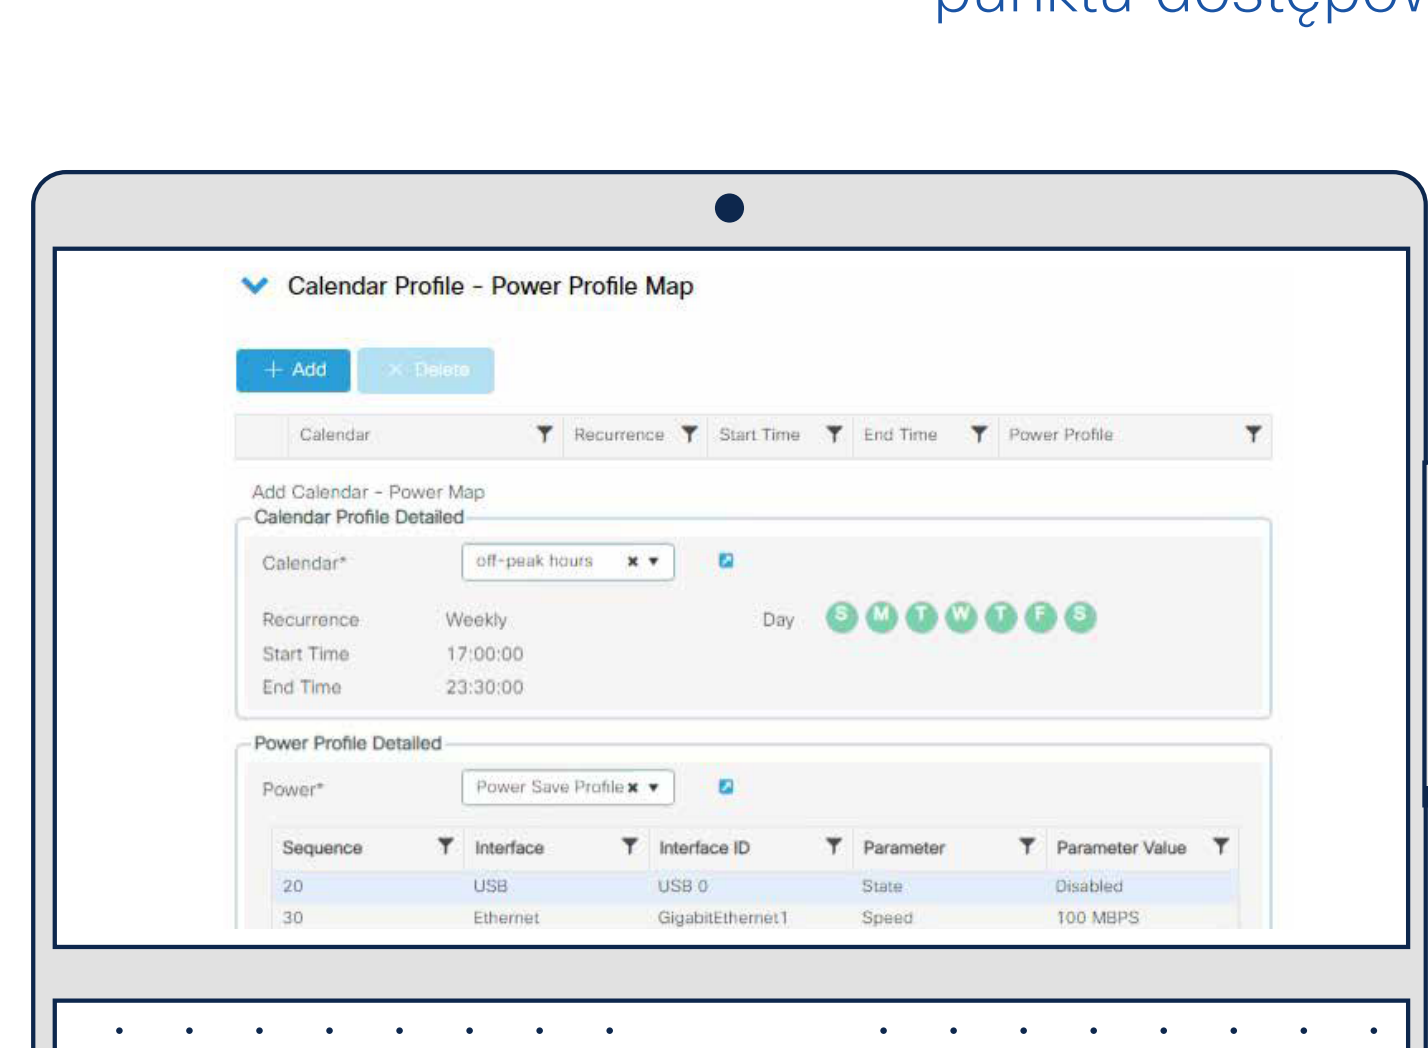 punktu dostępow
Calendar Profile - Power Profile Map
+ Add × Delete
Calendar Recurrence Start Time End Time Power Profile
Add Calendar - Power Map
Calendar Profile Detailed
Calendar* off-peak hours
Recurrence Weekly Day S M T W T F S
Start Time 17:00:00
End Time 23:30:00
Power Profile Detailed
Power* Power Save Profile
Sequence Interface Interface ID Parameter Parameter Value
20 USB USB 0 State Disabled
30 Ethernet GigabitEthernet1 Speed 100 MBPS